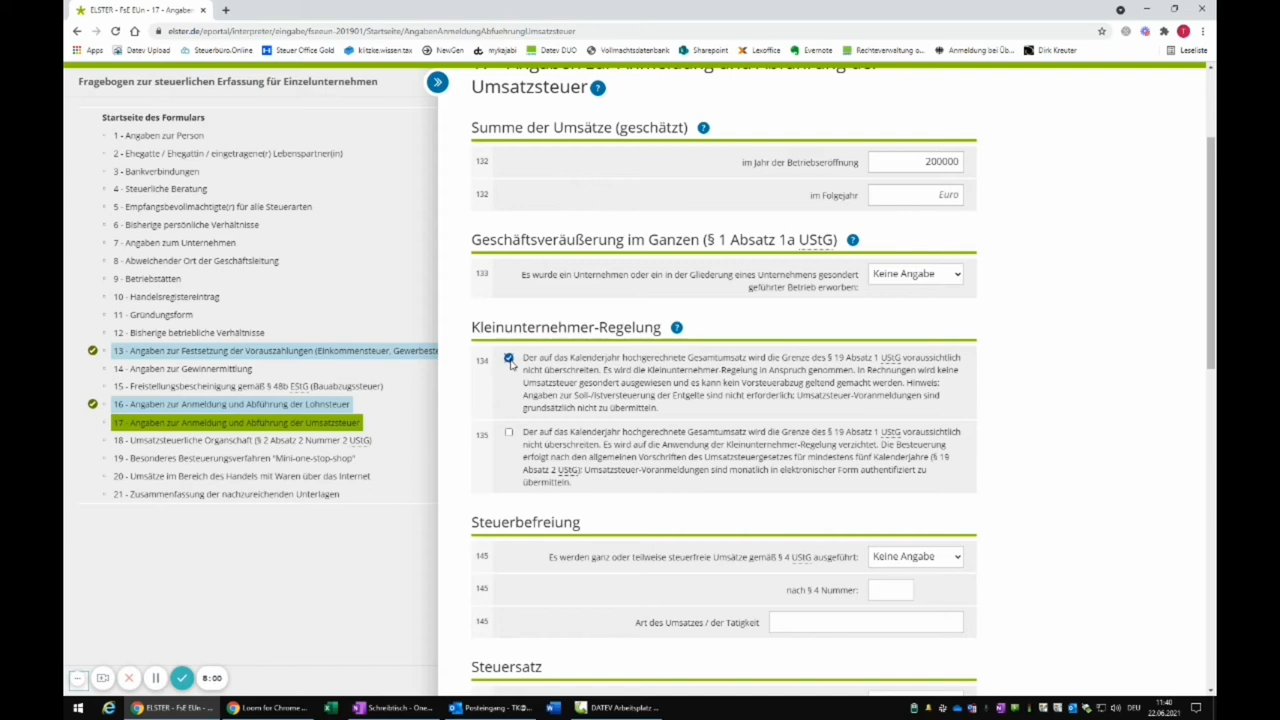 ELSTER - FsE EUn - 17 - Angaben
elster.de/eportal/interpreter/eingabe/fseeun-201901/Startseite/AngabenAnmeldungAbfuehrungUmsatzsteuer
Apps
Datev Upload
Steuerbüro.Online
Steuer Office Gold
klitzke.wissen.tax
NewGen
mykajabi
Datev DUO
Vollmachtsdatenbank
Sharepoint
Lexoffice
Evernote
Rechteverwaltung o...
Anmeldung bei Üb...
Dirk Kreuter
Leseliste
Fragebogen zur steuerlichen Erfassung für Einzelunternehmen
Startseite des Formulars
1 - Angaben zur Person
2 - Ehegatte / Ehegattin / eingetragene(r) Lebenspartner(in)
3 - Bankverbindungen
4 - Steuerliche Beratung
5 - Empfangsbevollmächtigte(r) für alle Steuerarten
6 - Bisherige persönliche Verhältnisse
7 - Angaben zum Unternehmen
8 - Abweichender Ort der Geschäftsleitung
9 - Betriebstätten
10 - Handelsregistereintrag
11 - Gründungsform
12 - Bisherige betriebliche Verhältnisse
13 - Angaben zur Festsetzung der Vorauszahlungen (Einkommensteuer, Gewerbeste
14 - Angaben zur Gewinnermittlung
15 - Freistellungsbescheinigung gemäß § 48b EStG (Bauabzugssteuer)
16 - Angaben zur Anmeldung und Abführung der Lohnsteuer
17 - Angaben zur Anmeldung und Abführung der Umsatzsteuer
18 - Umsatzsteuerliche Organschaft (§ 2 Absatz 2 Nummer 2 UStG)
19 - Besonderes Besteuerungsverfahren "Mini-one-stop-shop"
20 - Umsätze im Bereich des Handels mit Waren über das Internet
21 - Zusammenfassung der nachzureichenden Unterlagen
17 - Angaben zur Anmeldung und Abführung der
Umsatzsteuer
Summe der Umsätze (geschätzt)
132 im Jahr der Betriebseröffnung 200000
132 im Folgejahr Euro
Geschäftsveräußerung im Ganzen (§ 1 Absatz 1a UStG)
133 Es wurde ein Unternehmen oder ein in der Gliederung eines Unternehmens gesondert Keine Angabe
geführter Betrieb erworben:
Kleinunternehmer-Regelung
134 Der auf das Kalenderjahr hochgerechnete Gesamtumsatz wird die Grenze des § 19 Absatz 1 UStG voraussichtlich
nicht überschreiten. Es wird die Kleinunternehmer-Regelung in Anspruch genommen. In Rechnungen wird keine
Umsatzsteuer gesondert ausgewiesen und es kann kein Vorsteuerabzug geltend gemacht werden. Hinweis:
Angaben zur Soll-/Istversteuerung der Entgelte sind nicht erforderlich; Umsatzsteuer-Voranmeldungen sind
grundsätzlich nicht zu übermitteln.
135 Der auf das Kalenderjahr hochgerechnete Gesamtumsatz wird die Grenze des § 19 Absatz 1 UStG voraussichtlich
nicht überschreiten. Es wird auf die Anwendung der Kleinunternehmer-Regelung verzichtet. Die Besteuerung
erfolgt nach den allgemeinen Vorschriften des Umsatzsteuergesetzes für mindestens fünf Kalenderjahre (§ 19
Absatz 2 UStG); Umsatzsteuer-Voranmeldungen sind monatlich in elektronischer Form authentifiziert zu
übermitteln.
Steuerbefreiung
145 Es werden ganz oder teilweise steuerfreie Umsätze gemäß § 4 UStG ausgeführt: Keine Angabe
145 nach § 4 Nummer:
145 Art des Umsatzes / der Tätigkeit
Steuersatz
8:00
ELSTER - FsE EUn - ...
Loom for Chrome...
Schreibtisch - One...
Posteingang - TK@...
DATEV Arbeitsplatz ...
DEU
11:40
22.06.2021